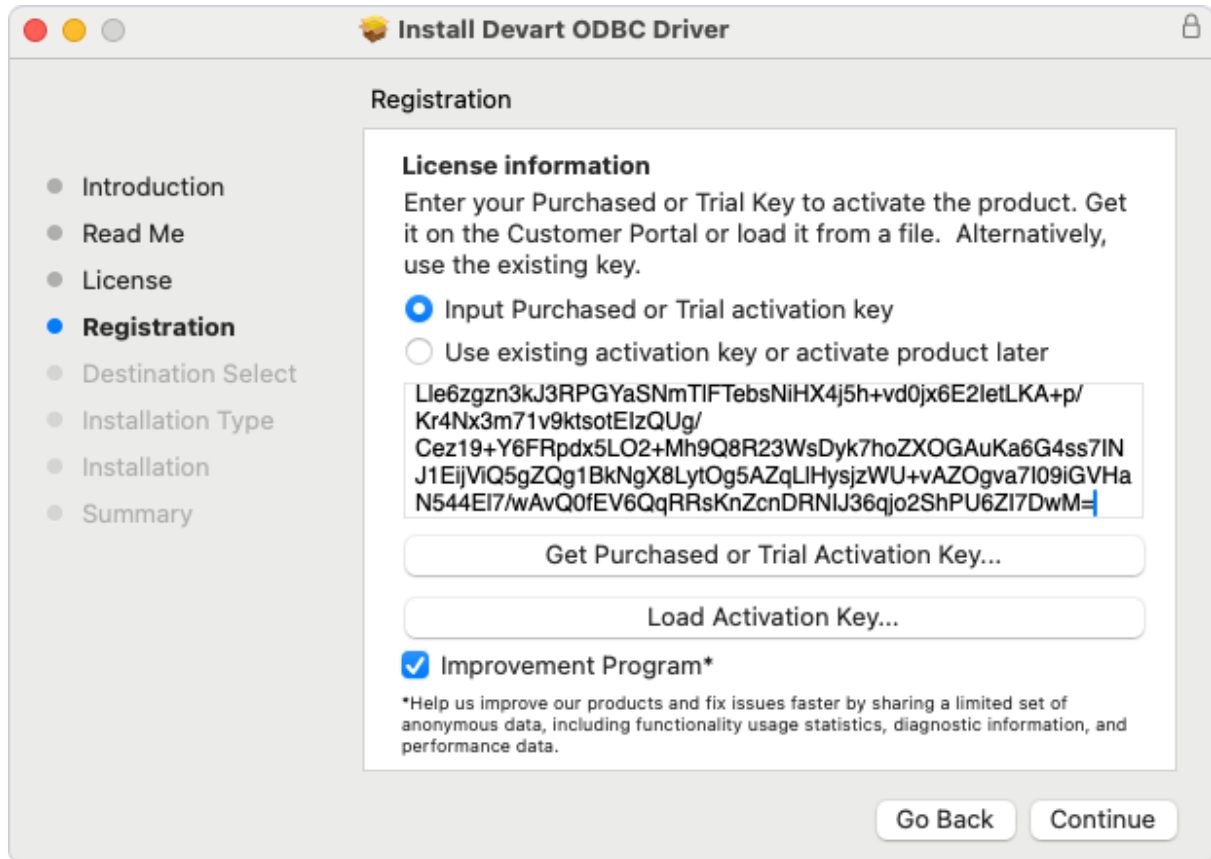 Install Devart ODBC Driver
Registration
Introduction
Read Me
License
Registration
Destination Select
Installation Type
Installation
Summary
License information
Enter your Purchased or Trial Key to activate the product. Get
it on the Customer Portal or load it from a file.  Alternatively,
use the existing key.
Input Purchased or Trial activation key
Use existing activation key or activate product later
Lle6zgzn3kJ3RPGYaSNmTlFTebsNiHX4j5h+vd0jx6E2IetLKA+p/
Kr4Nx3m71v9ktsotEIzQUg/
Cez19+Y6FRpdx5LO2+Mh9Q8R23WsDyk7hoZXOGAuKa6G4ss7IN
J1EijViQ5gZQg1BkNgX8LytOg5AZqLlHysjzWU+vAZOgva7I09iGVHa
N544El7/wAvQ0fEV6QqRRsKnZcnDRNIJ36qjo2ShPU6ZI7DwM=
Get Purchased or Trial Activation Key...
Load Activation Key...
Improvement Program*
*Help us improve our products and fix issues faster by sharing a limited set of
anonymous data, including functionality usage statistics, diagnostic information, and
performance data.
Go Back
Continue